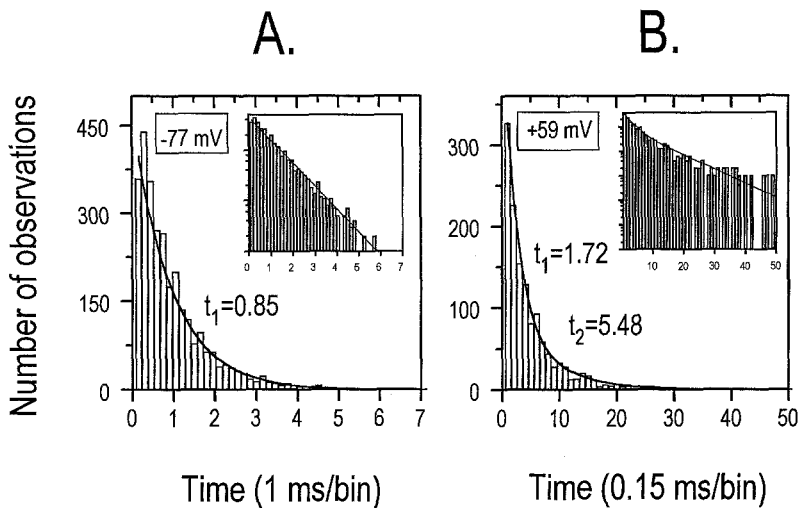 A.
B.
Number of observations
450
300
150
0
-77 mV
0 1 2 3 4 5 6 7
t1=0.85
0 1 2 3 4 5 6 7
Time (1 ms/bin)
300
200
100
0
+59 mV
10 20 30 40 50
t1=1.72
t2=5.48
0 10 20 30 40 50
Time (0.15 ms/bin)